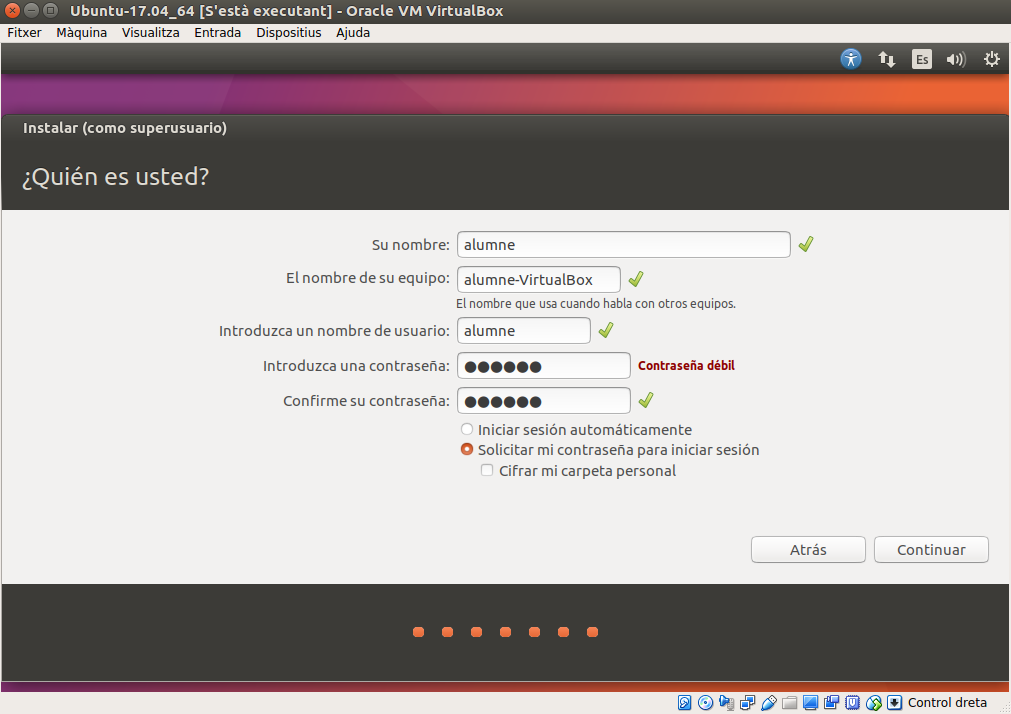 Ubuntu-17.04_64 [S'està executant] - Oracle VM VirtualBox
Fitxer Màquina Visualitza Entrada Dispositius Ajuda
Es
Instalar (como superusuario)
¿Quién es usted?
Su nombre: alumne
El nombre de su equipo: alumne-VirtualBox
El nombre que usa cuando habla con otros equipos.
Introduzca un nombre de usuario: alumne
Introduzca una contraseña: ●●●●●● Contraseña débil
Confirme su contraseña: ●●●●●●
Iniciar sesión automáticamente
Solicitar mi contraseña para iniciar sesión
Cifrar mi carpeta personal
Atrás Continuar
Control dreta